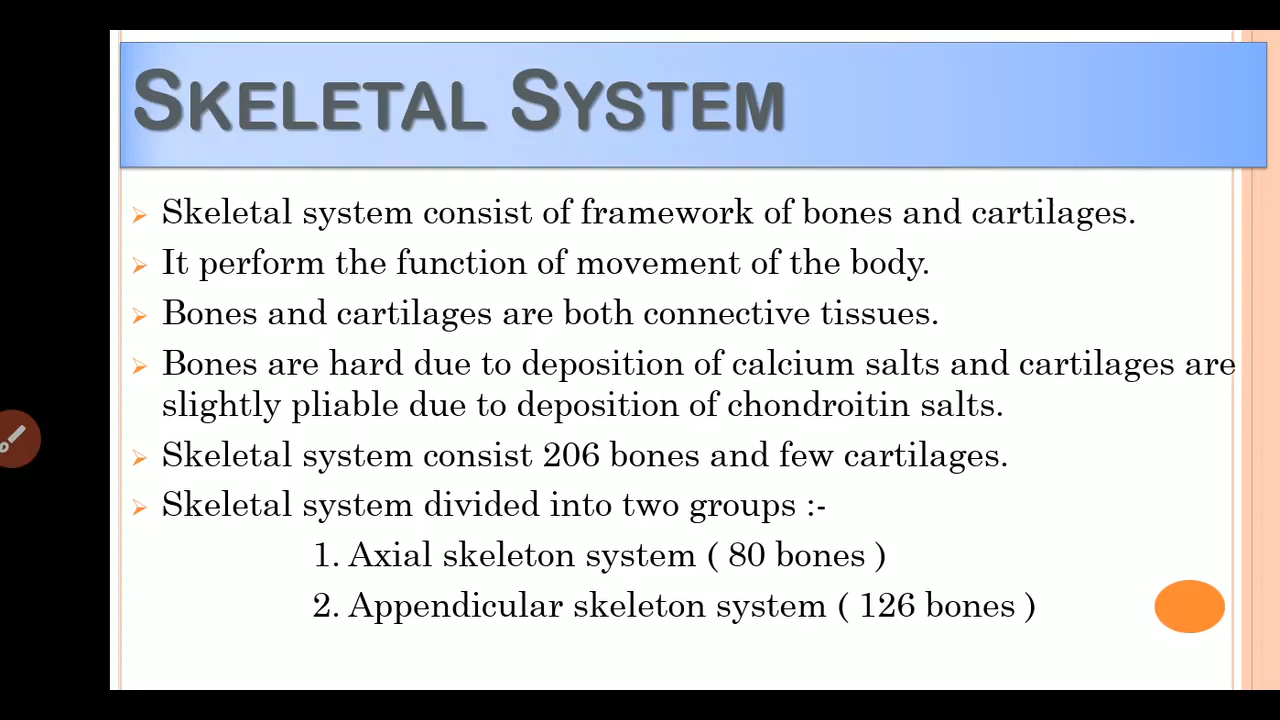 SKELETAL SYSTEM
Skeletal system consist of framework of bones and cartilages.
It perform the function of movement of the body.
Bones and cartilages are both connective tissues.
Bones are hard due to deposition of calcium salts and cartilages are
slightly pliable due to deposition of chondroitin salts.
Skeletal system consist 206 bones and few cartilages.
Skeletal system divided into two groups :-
1. Axial skeleton system ( 80 bones )
2. Appendicular skeleton system ( 126 bones )